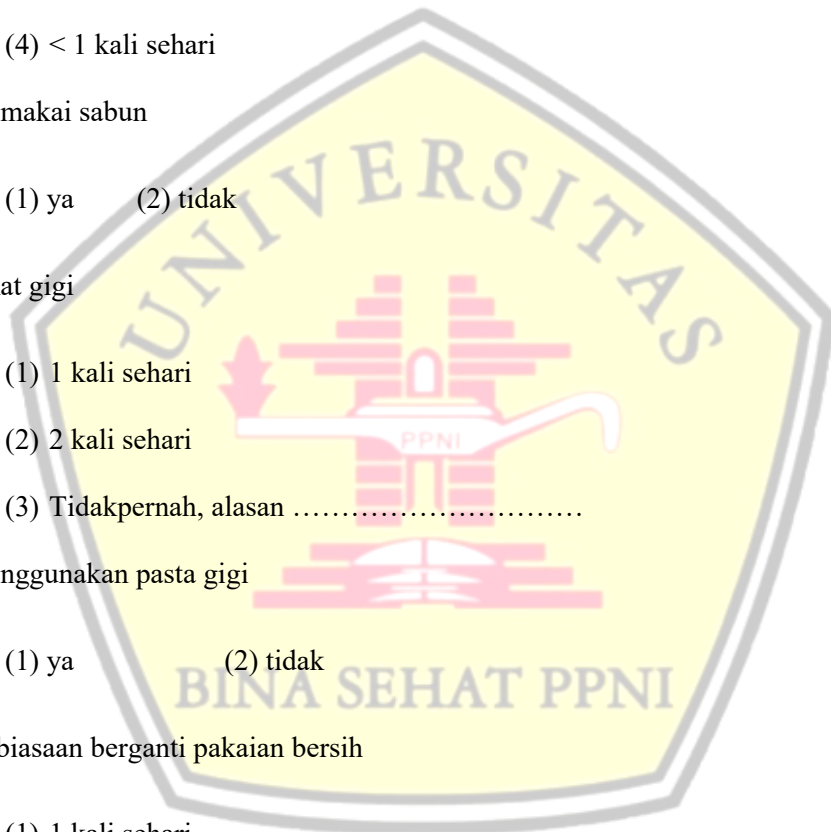 (4) < 1 kali sehari
makai sabun
(1) ya (2) tidak
UNIVERSITAS
at gigi
(1) 1 kali sehari
(2) 2 kali sehari
PPNI
(3) Tidakpernah, alasan …………………………
nggunakan pasta gigi
(1) ya (2) tidak
BINA SEHAT PPNI
biasaan berganti pakaian bersih
(1) 1 kali sehari